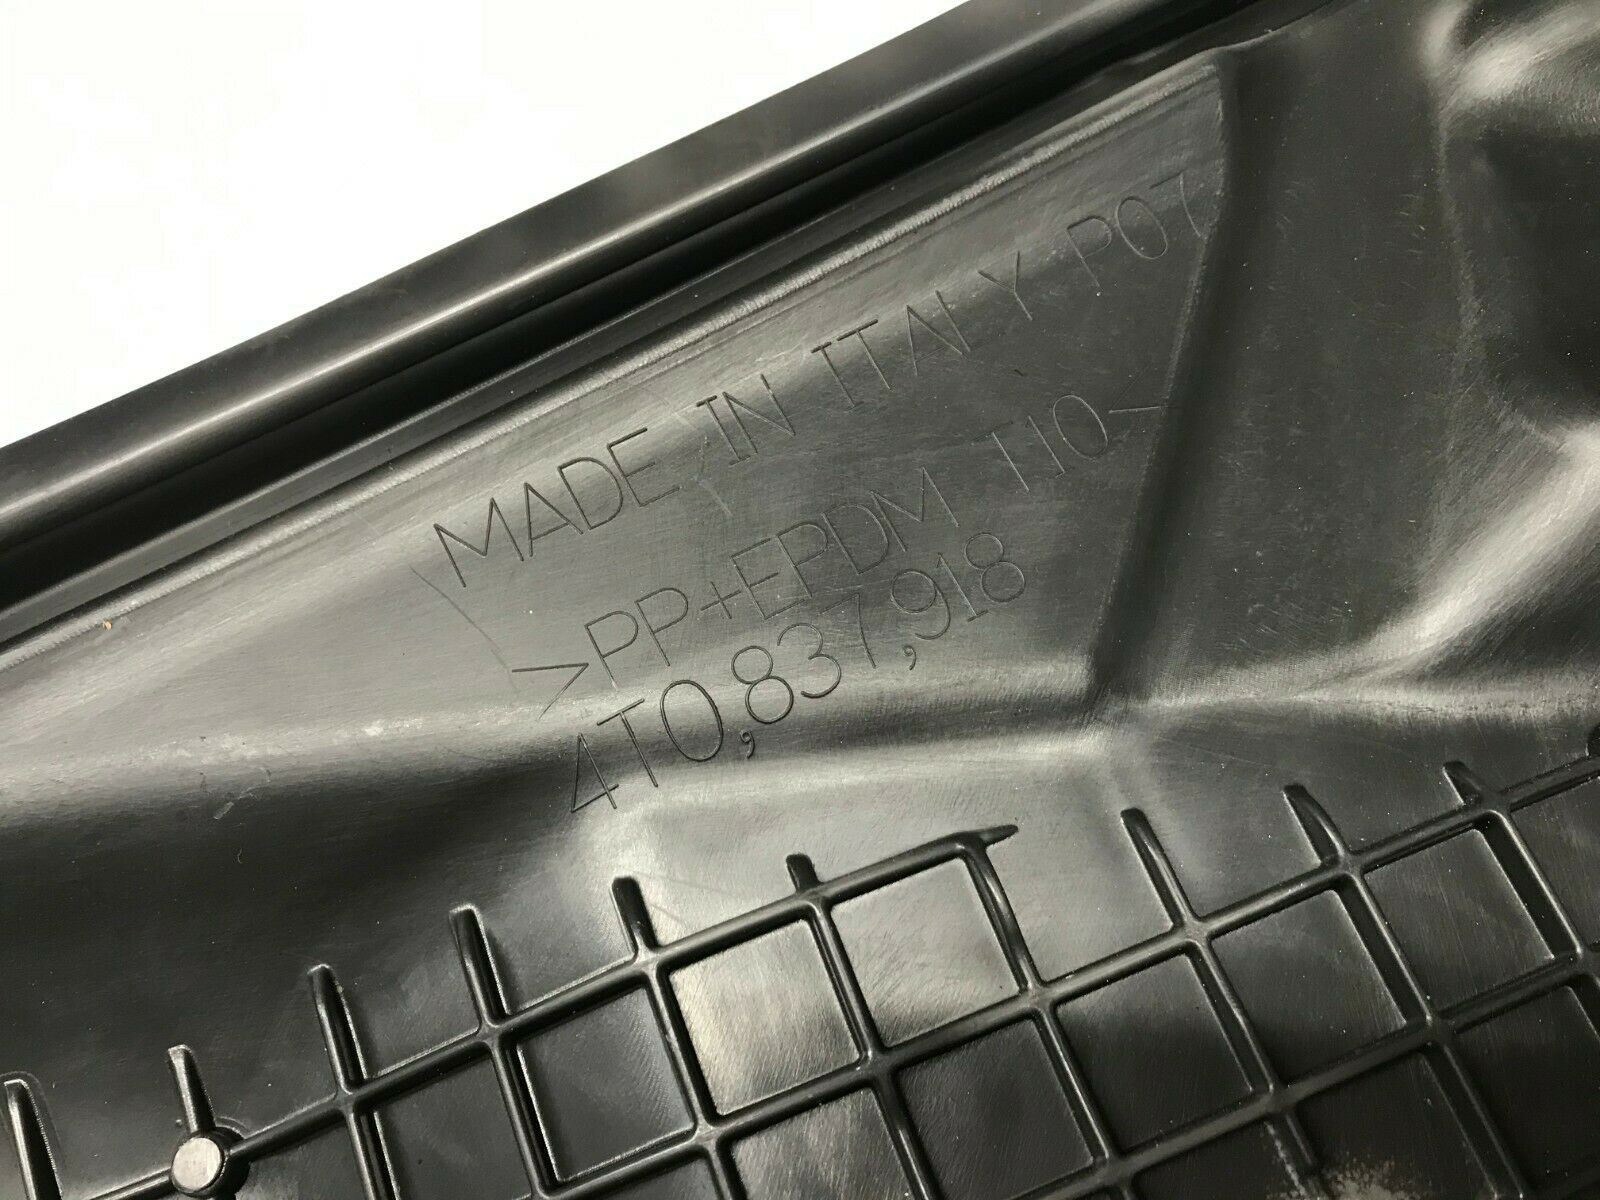 MADE IN ITALY P07
>PP+EPDM T10<
4T0,837,918